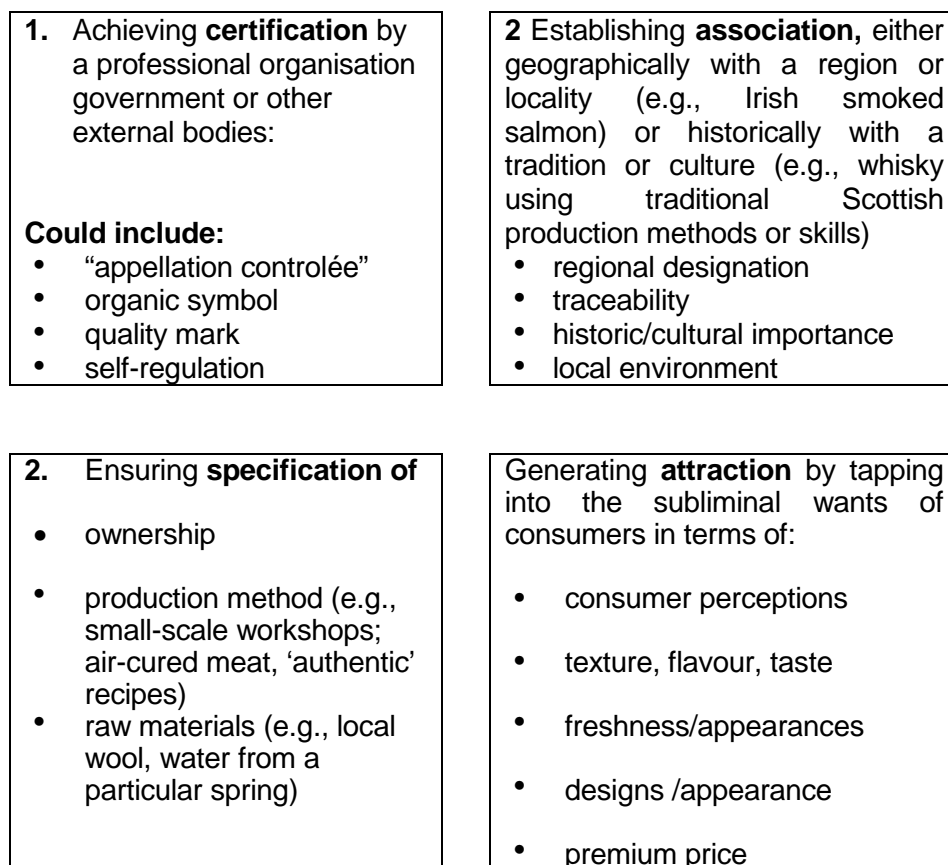 1. Achieving certification by
a professional organisation
government or other
external bodies:
Could include:
• “appellation controlée”
• organic symbol
• quality mark
• self-regulation
2 Establishing association, either
geographically with a region or
locality (e.g., Irish smoked
salmon) or historically with a
tradition or culture (e.g., whisky
using traditional Scottish
production methods or skills)
• regional designation
• traceability
• historic/cultural importance
• local environment
2. Ensuring specification of
• ownership
• production method (e.g.,
small-scale workshops;
air-cured meat, ‘authentic’
recipes)
• raw materials (e.g., local
wool, water from a
particular spring)
Generating attraction by tapping
into the subliminal wants of
consumers in terms of:
• consumer perceptions
• texture, flavour, taste
• freshness/appearances
• designs /appearance
• premium price